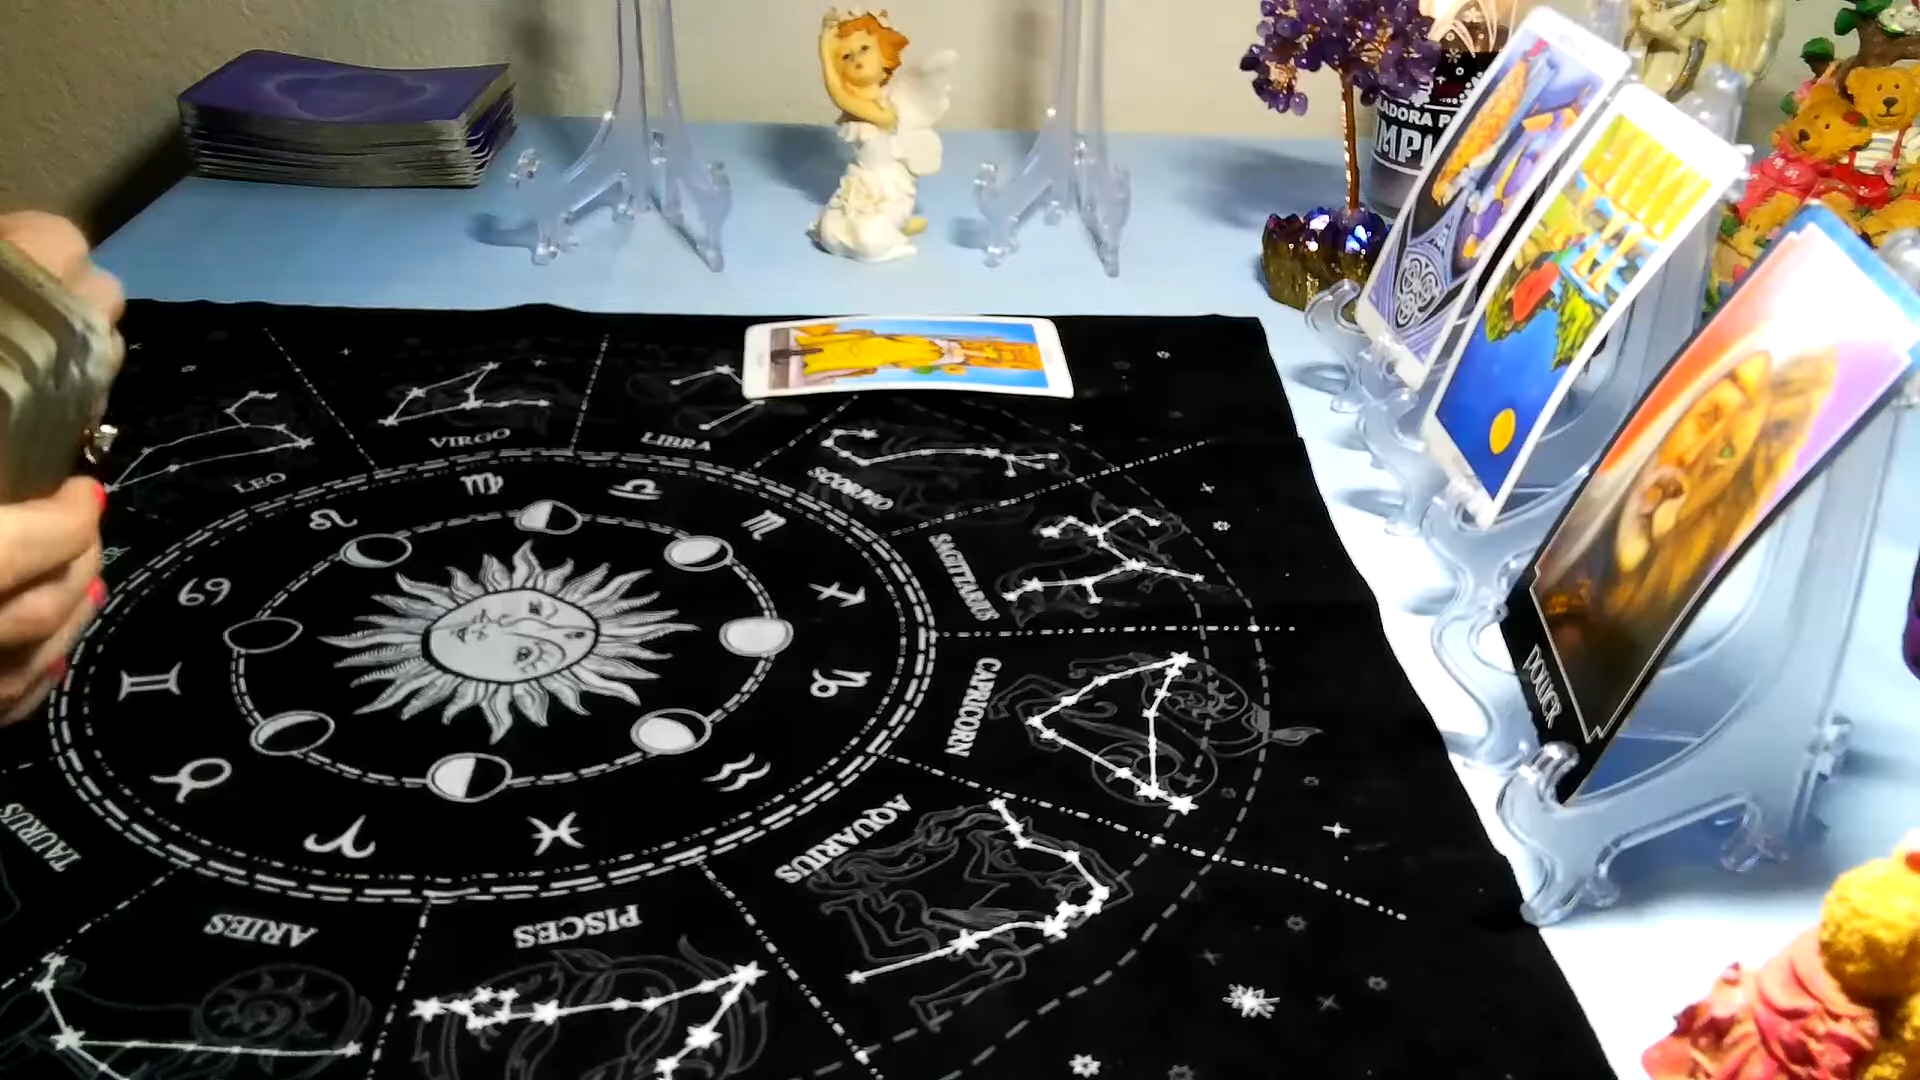 VIRGO
LIBRA
LEO
SCORPIO
SAGITTARIUS
CAPRICORN
AQUARIUS
PISCES
ARIES
TAURUS
POWER